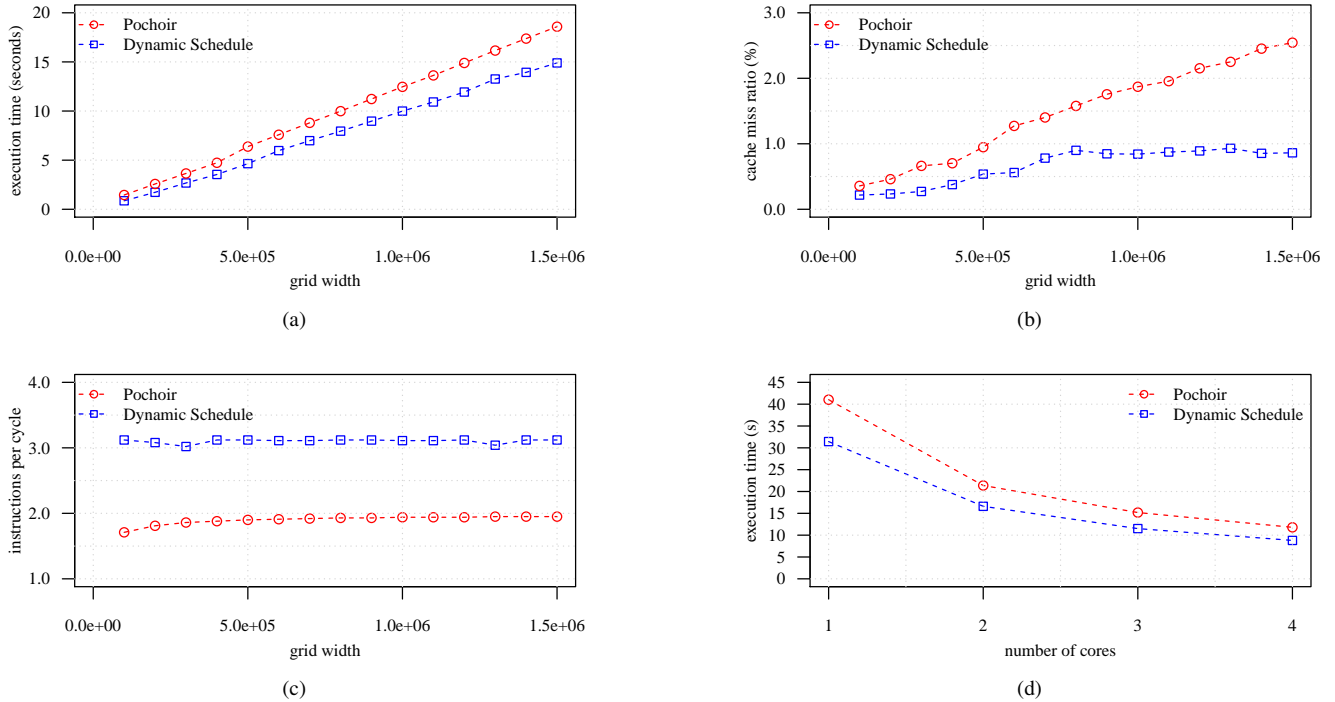 execution time (seconds)
20
15
10
5
0
Pochoir
Dynamic Schedule
0.0e+00
5.0e+05
1.0e+06
1.5e+06
grid width
(a)
cache miss ratio (%)
3.0
2.0
1.0
0.0
Pochoir
Dynamic Schedule
0.0e+00
5.0e+05
1.0e+06
1.5e+06
grid width
(b)
instructions per cycle
4.0
3.0
2.0
1.0
Pochoir
Dynamic Schedule
0.0e+00
5.0e+05
1.0e+06
1.5e+06
grid width
(c)
execution time (s)
45
40
35
30
25
20
15
10
5
0
Pochoir
Dynamic Schedule
1
2
3
4
number of cores
(d)